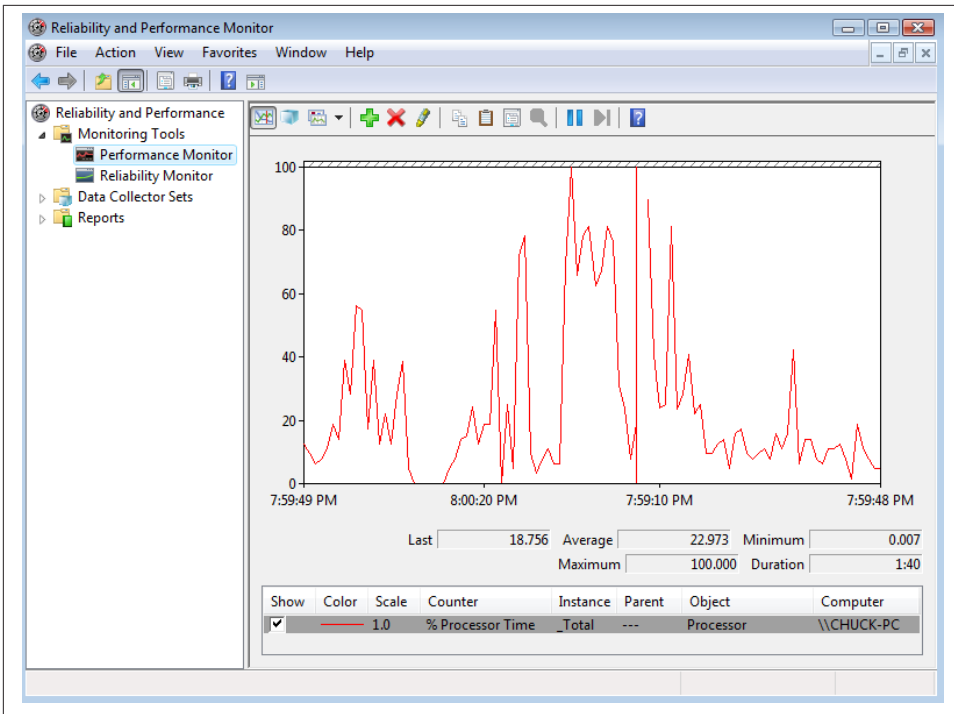 Reliability and Performance Monitor
File Action View Favorites Window Help
Reliability and Performance
Monitoring Tools
Performance Monitor
Reliability Monitor
Data Collector Sets
Reports
100
80
60
40
20
0
7:59:49 PM 8:00:20 PM 7:59:10 PM 7:59:48 PM
Last 18.756 Average 22.973 Minimum 0.007
Maximum 100.000 Duration 1:40
Show Color Scale Counter Instance Parent Object Computer
1.0 % Processor Time _Total --- Processor \\CHUCK-PC